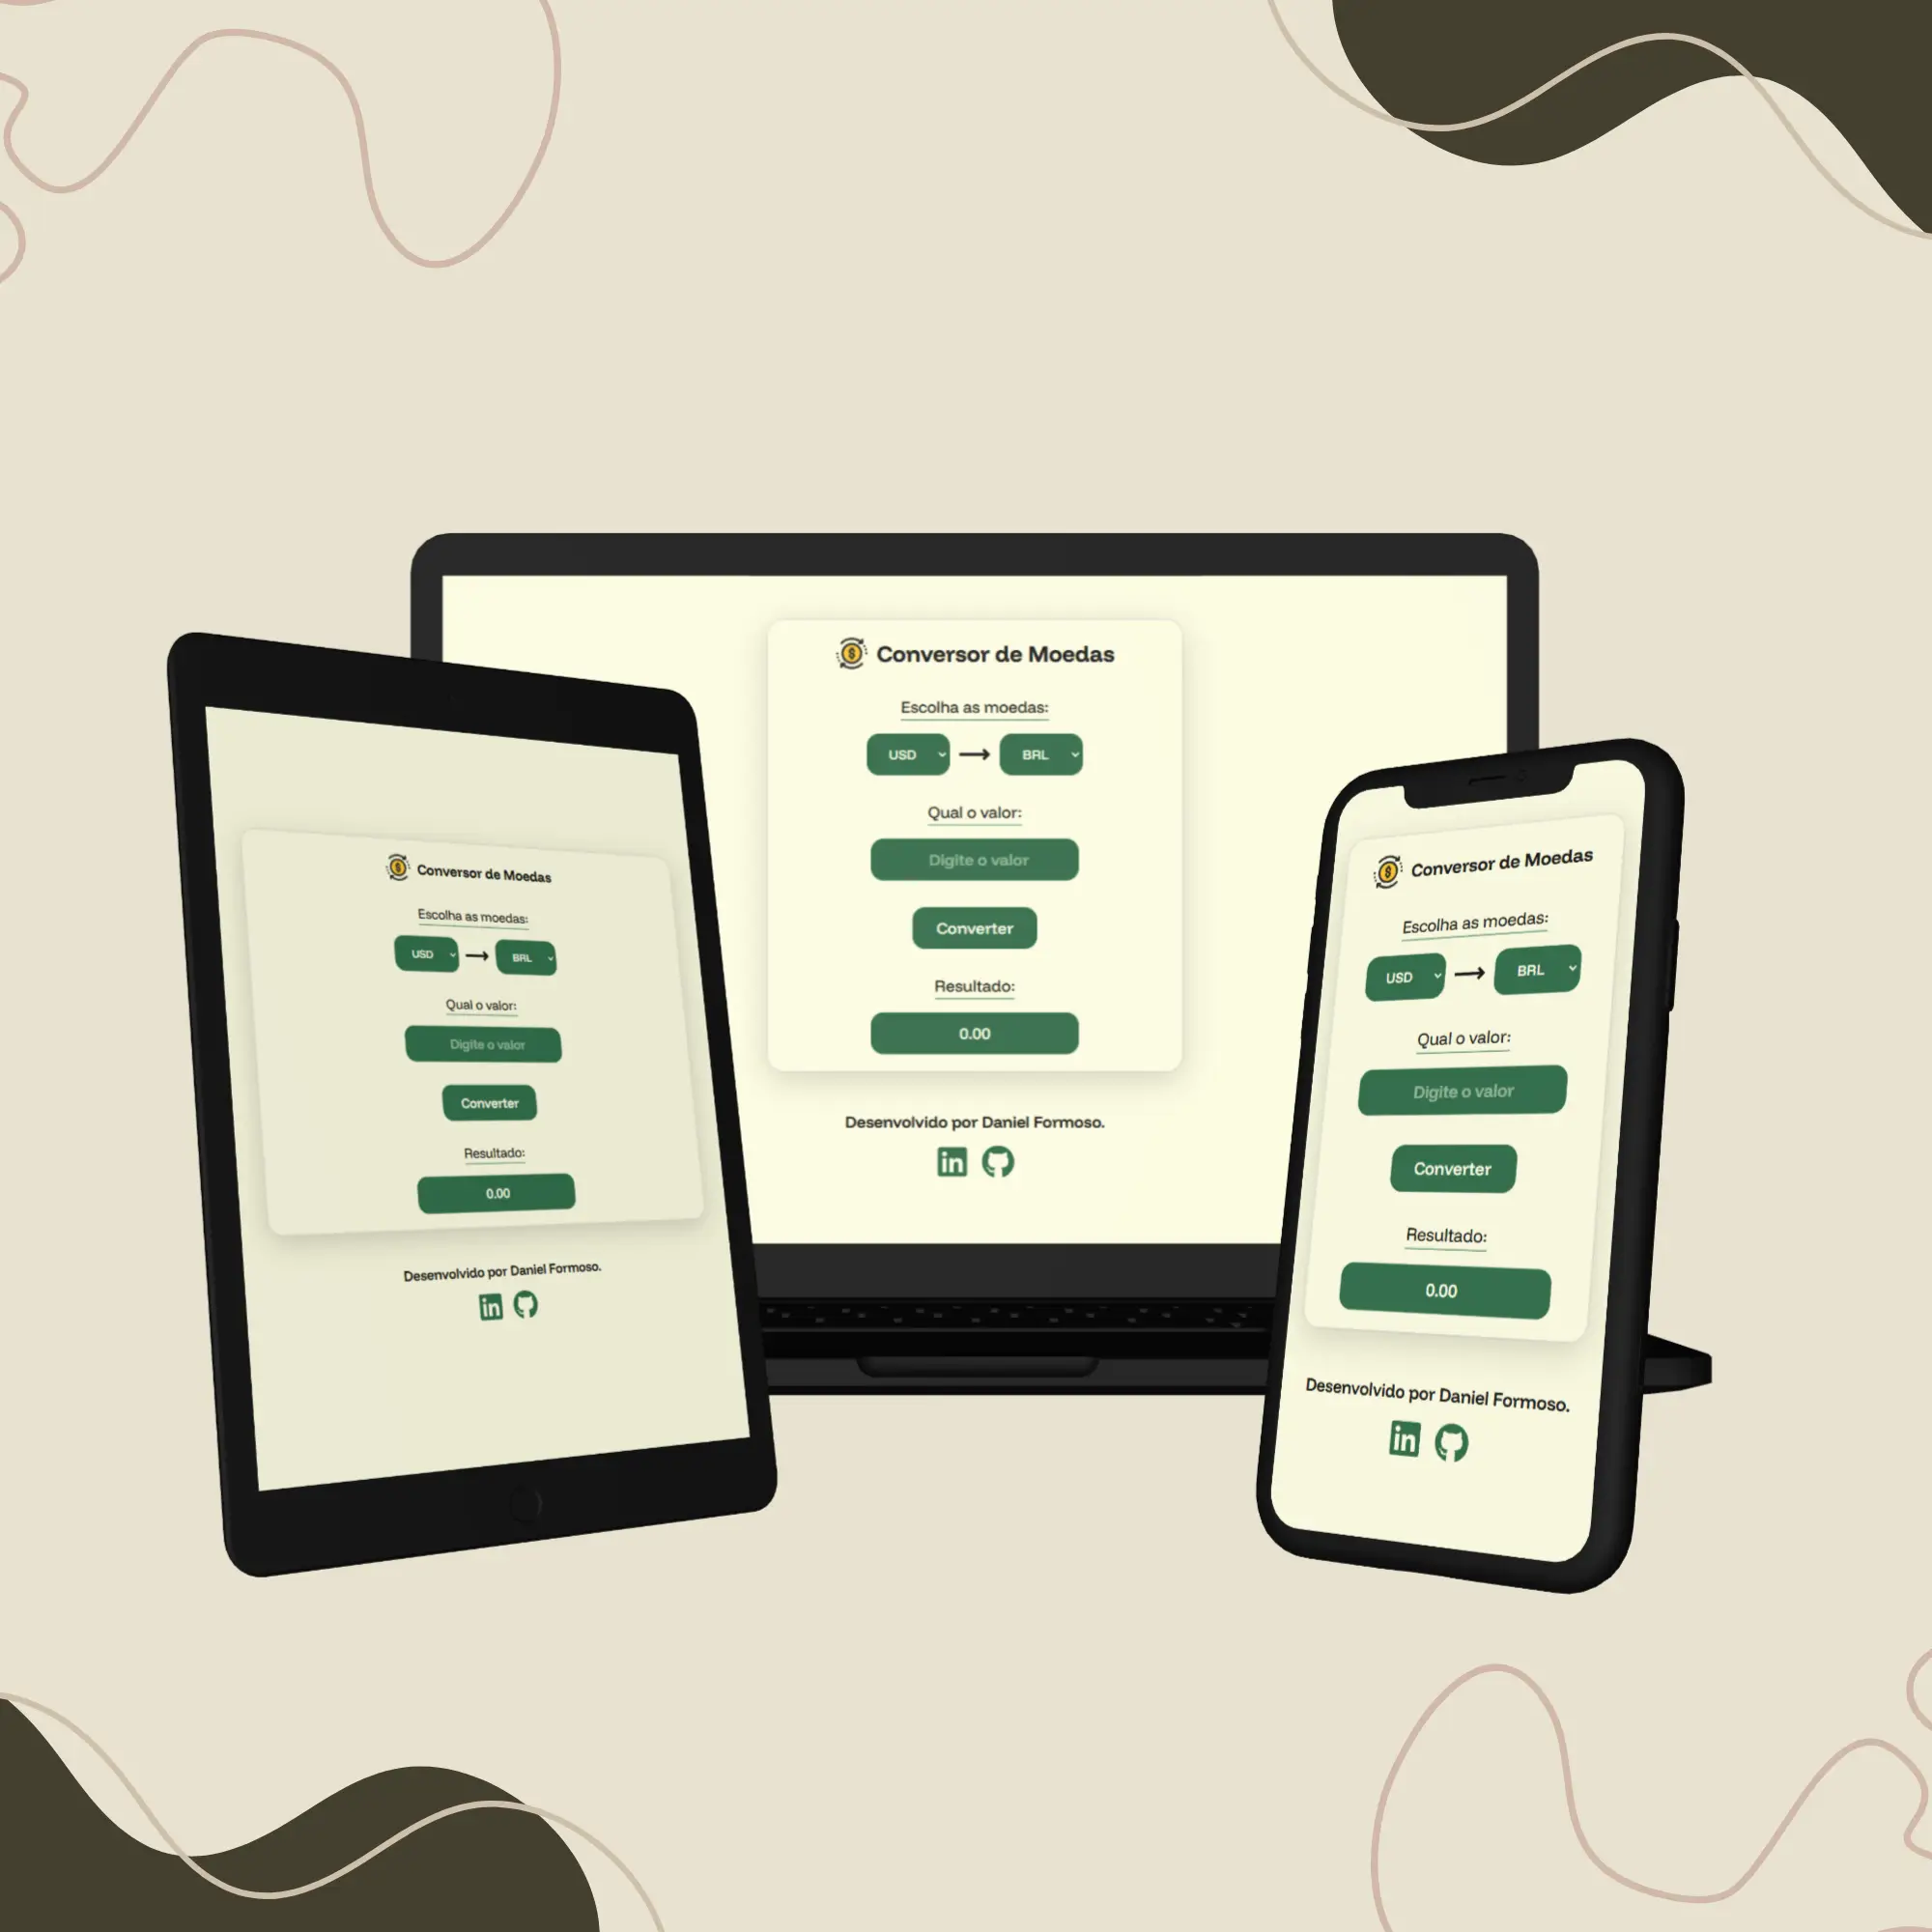 Conversor de Moedas
Escolha as moedas:
USD BRL
Qual o valor:
Digite o valor
Converter
Resultado:
0.00
Desenvolvido por Daniel Formoso.
in
Conversor de Moedas
Escolha as moedas:
USD BRL
Qual o valor:
Digite o valor
Converter
Resultado:
0.00
Desenvolvido por Daniel Formoso.
in
Conversor de Moedas
Escolha as moedas:
USD BRL
Qual o valor:
Digite o valor
Converter
Resultado:
0.00
Desenvolvido por Daniel Formoso.
in